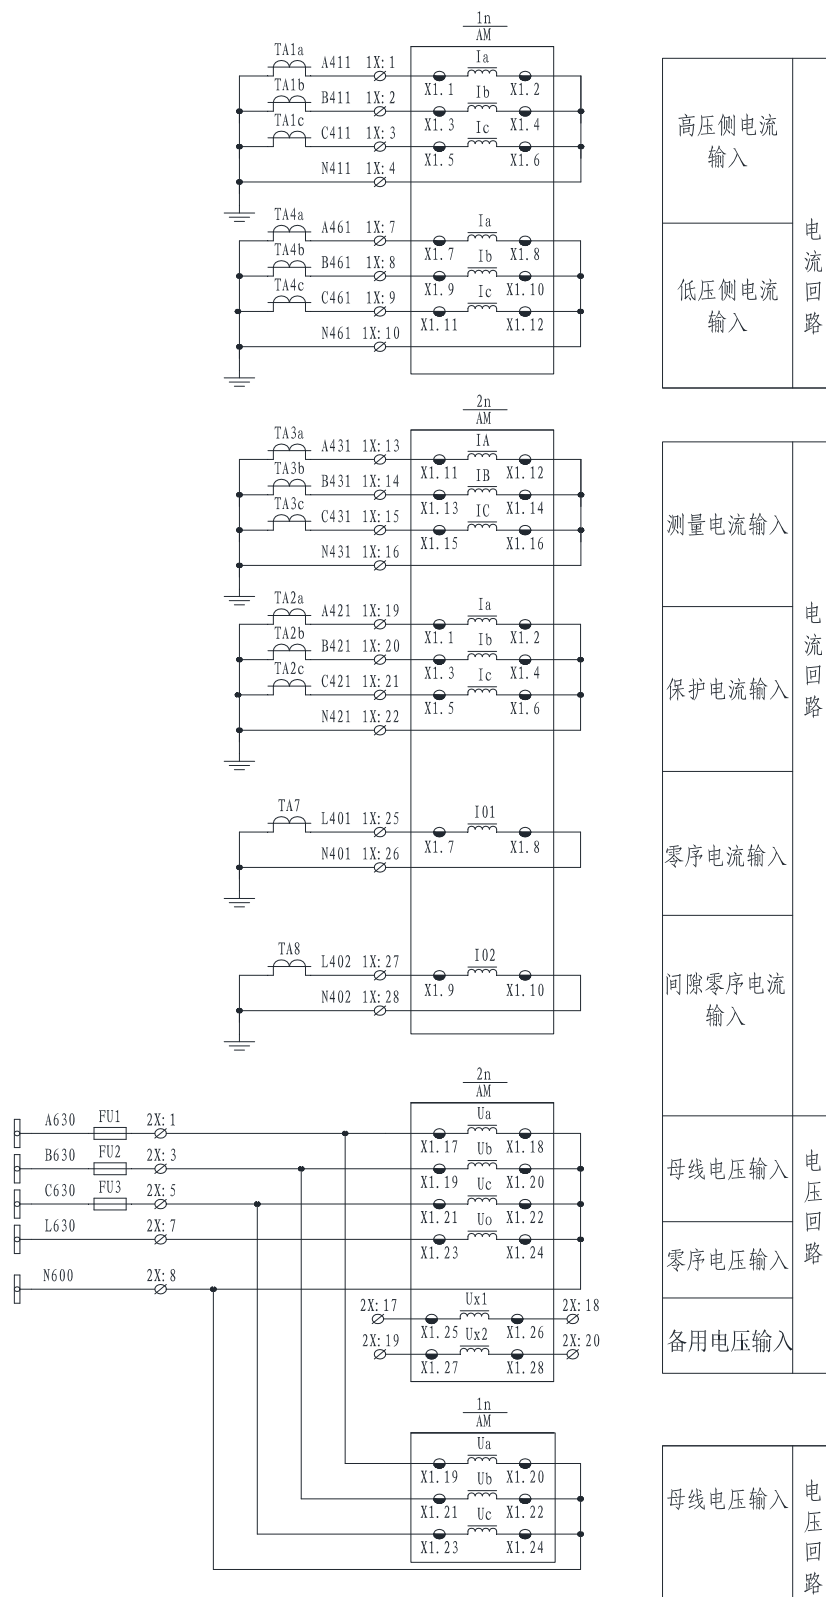 1n
AM
TA1a A411 1X:1 Ia
X1.1 X1.2
TA1b B411 1X:2 Ib
X1.3 X1.4
TA1c C411 1X:3 Ic
X1.5 X1.6
N411 1X:4
高压侧电流
输入
TA4a A461 1X:7 Ia
X1.7 X1.8
TA4b B461 1X:8 Ib
X1.9 X1.10
TA4c C461 1X:9 Ic
X1.11 X1.12
N461 1X:10
低压侧电流
输入
电流回路
2n
AM
TA3a A431 1X:13 IA
X1.11 X1.12
TA3b B431 1X:14 IB
X1.13 X1.14
TA3c C431 1X:15 IC
X1.15 X1.16
N431 1X:16
测量电流输入
TA2a A421 1X:19 Ia
X1.1 X1.2
TA2b B421 1X:20 Ib
X1.3 X1.4
TA2c C421 1X:21 Ic
X1.5 X1.6
N421 1X:22
保护电流输入
电流回路
TA7 L401 1X:25 I01
X1.7 X1.8
N401 1X:26
零序电流输入
TA8 L402 1X:27 I02
X1.9 X1.10
N402 1X:28
间隙零序电流
输入
2n
AM
A630 FU1 2X:1 Ua
X1.17 X1.18
B630 FU2 2X:3 Ub
X1.19 X1.20
C630 FU3 2X:5 Uc
X1.21 X1.22
L630 2X:7 Uo
X1.23 X1.24
N600 2X:8
母线电压输入
零序电压输入
2X:17 Ux1 2X:18
X1.25 X1.26
2X:19 Ux2 2X:20
X1.27 X1.28
备用电压输入
电压回路
1n
AM
Ua
X1.19 X1.20
Ub
X1.21 X1.22
Uc
X1.23 X1.24
母线电压输入
电压回路